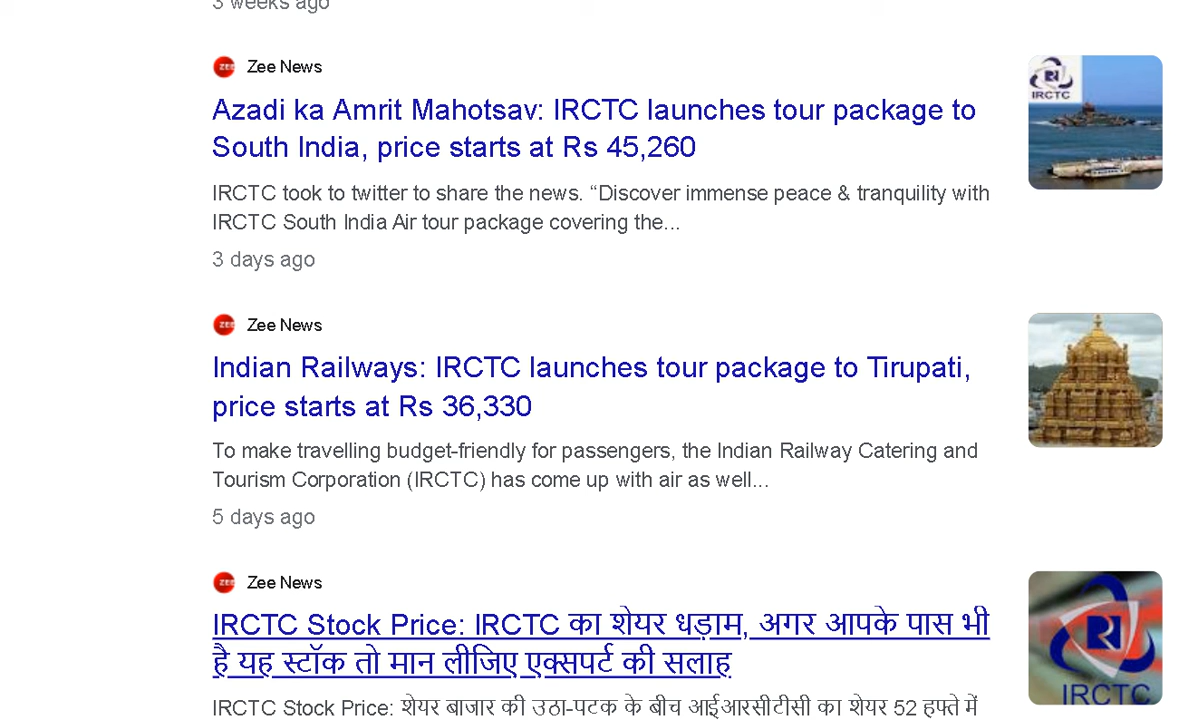 3 weeks ago
Zee News
Azadi ka Amrit Mahotsav: IRCTC launches tour package to
South India, price starts at Rs 45,260
IRCTC took to twitter to share the news. “Discover immense peace & tranquility with
IRCTC South India Air tour package covering the...
3 days ago
IRCTC
Zee News
Indian Railways: IRCTC launches tour package to Tirupati,
price starts at Rs 36,330
To make travelling budget-friendly for passengers, the Indian Railway Catering and
Tourism Corporation (IRCTC) has come up with air as well...
5 days ago
Zee News
IRCTC Stock Price: IRCTC का शेयर धड़ाम, अगर आपके पास भी
है यह स्टॉक तो मान लीजिए एक्सपर्ट की सलाह
IRCTC Stock Price: शेयर बाजार की उठा-पटक के बीच आईआरसीटीसी का शेयर 52 हफ्ते में
IRCTC